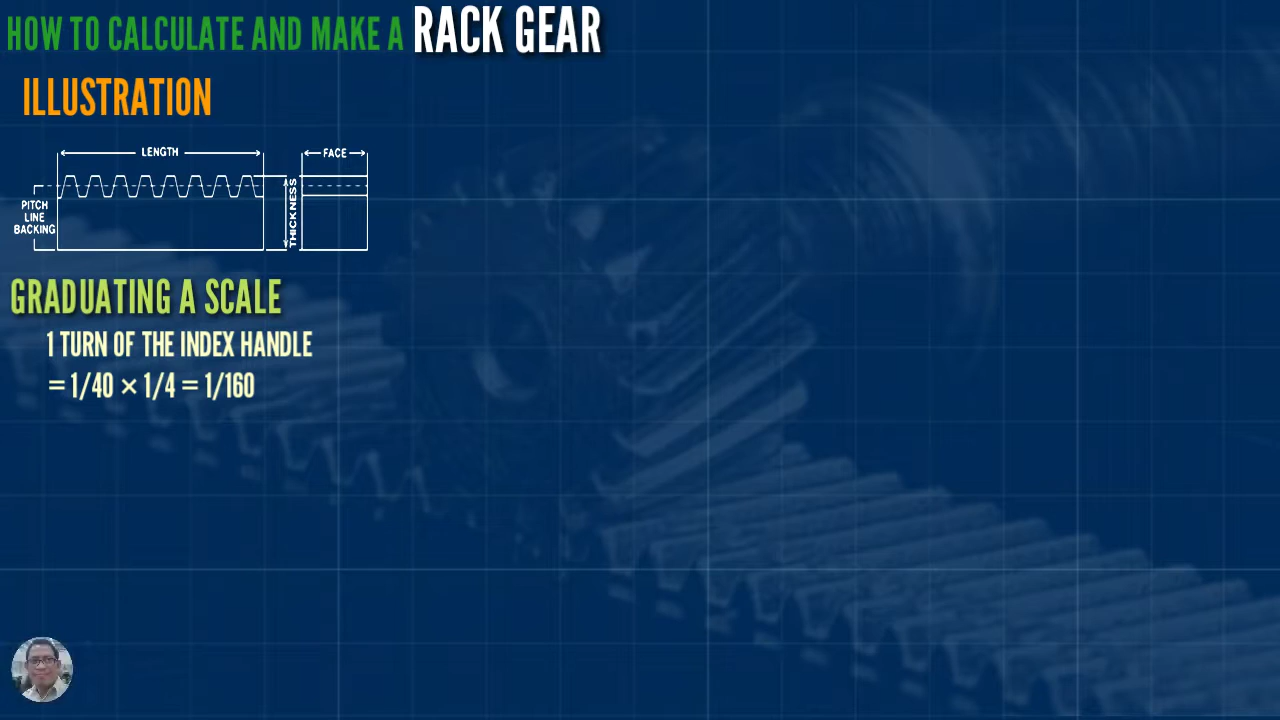 HOW TO CALCULATE AND MAKE A RACK GEAR
ILLUSTRATION
LENGTH
FACE
PITCH
LINE
BACKING
THICKNESS
GRADUATING A SCALE
1 TURN OF THE INDEX HANDLE
= 1/40 × 1/4 = 1/160